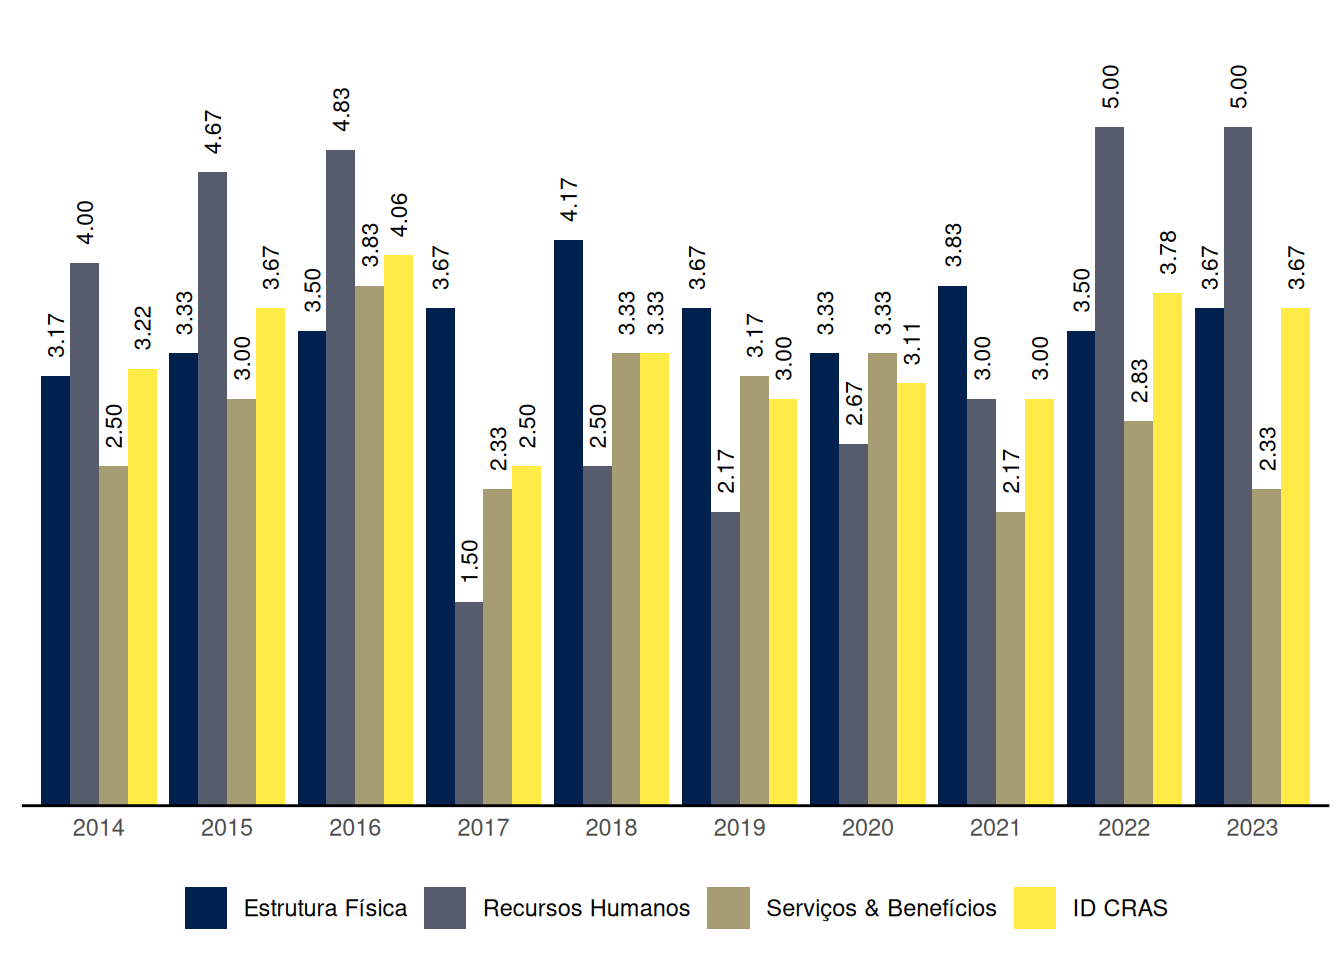 3.17 4.00 2.50 3.22
3.33 4.67 3.00 3.67
3.50 4.83 3.83 4.06
3.67 1.50 2.33 2.50
4.17 2.50 3.33 3.33
3.67 2.17 3.17 3.00
3.33 2.67 3.33 3.11
3.83 3.00 2.17 3.00
3.50 5.00 2.83 3.78
3.67 5.00 2.33 3.67
2014 2015 2016 2017 2018 2019 2020 2021 2022 2023
Estrutura Física Recursos Humanos Serviços & Benefícios ID CRAS